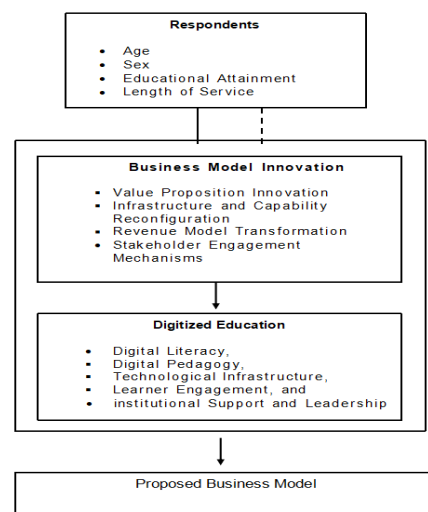 Respondents
• Age
• Sex
• Educational Attainment
• Length of Service
Business Model Innovation
▪ Value Proposition Innovation
▪ Infrastructure and Capability
Reconfiguration
▪ Revenue Model Transformation
• Stakeholder Engagement
Mechanisms
Digitized Education
• Digital Literacy,
• Digital Pedagogy,
▪ Technological Infrastructure,
▪ Learner Engagement, and
• institutional Support and Leadership
Proposed Business Model